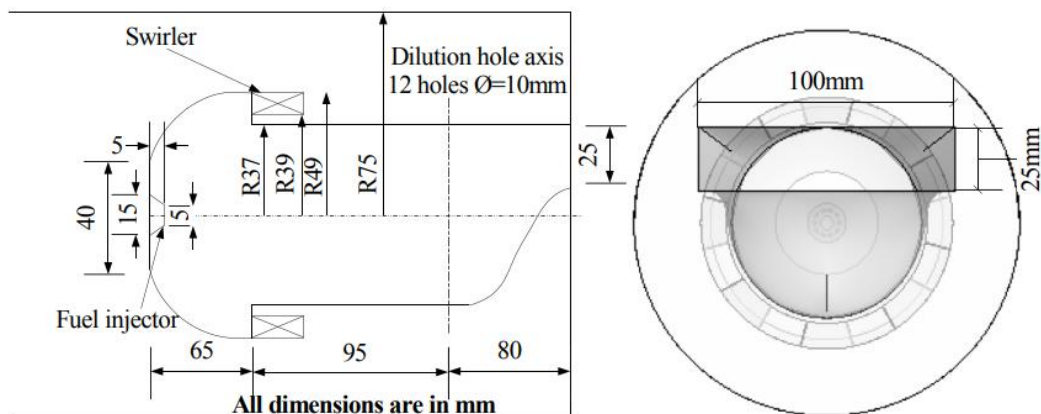 Swirler
Dilution hole axis
12 holes Ø=10mm
5
40
15
5
R37
R39
R49
R75
Fuel injector
65
95
80
All dimensions are in mm
100mm
25
25mm